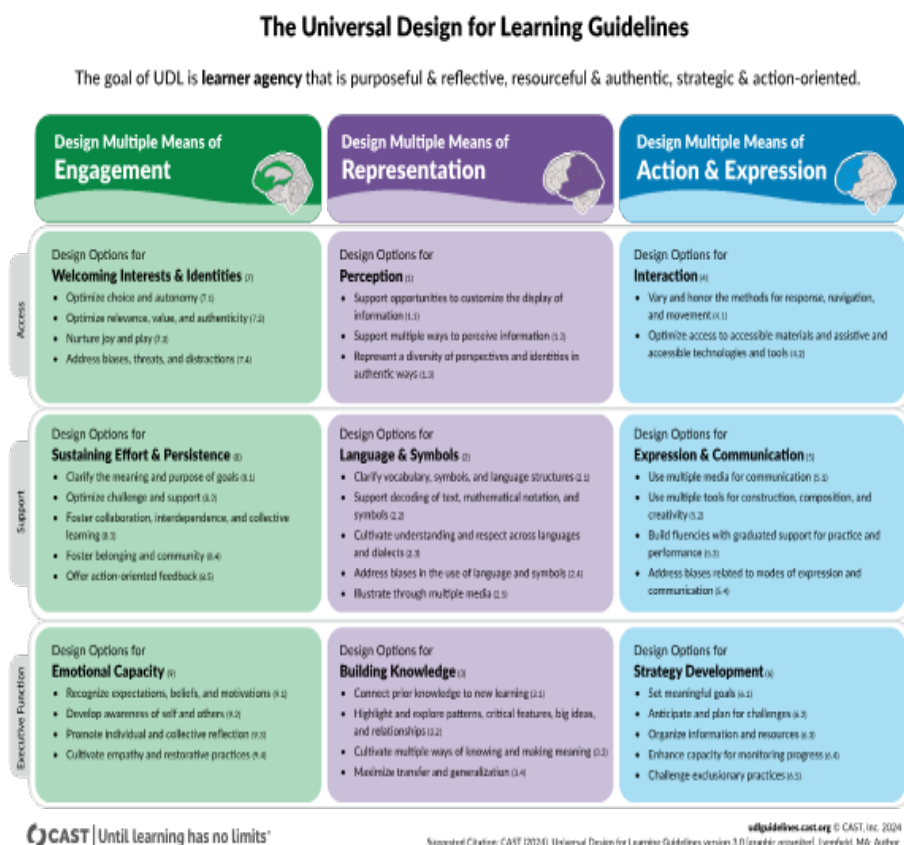 The Universal Design for Learning Guidelines
The goal of UDL is learner agency that is purposeful & reflective, resourceful & authentic, strategic & action-oriented.
Design Multiple Means of
Engagement
Design Multiple Means of
Representation
Design Multiple Means of
Action & Expression
Access
Design Options for
Welcoming Interests & Identities (7)
• Optimize choice and autonomy (7.1)
• Optimize relevance, value, and authenticity (7.2)
• Nurture joy and play (7.3)
• Address biases, threats, and distractions (7.4)
Design Options for
Perception (1)
• Support opportunities to customize the display of
information (1.1)
• Support multiple ways to perceive information (1.2)
• Represent a diversity of perspectives and identities in
authentic ways (1.3)
Design Options for
Interaction (4)
• Vary and honor the methods for response, navigation,
and movement (4.1)
• Optimize access to accessible materials and assistive and
accessible technologies and tools (4.2)
Support
Design Options for
Sustaining Effort & Persistence (8)
• Clarify the meaning and purpose of goals (8.1)
• Optimize challenge and support (8.2)
• Foster collaboration, interdependence, and collective
learning (8.3)
• Foster belonging and community (8.4)
• Offer action-oriented feedback (8.5)
Design Options for
Language & Symbols (2)
• Clarify vocabulary, symbols, and language structures (2.1)
• Support decoding of text, mathematical notation, and
symbols (2.2)
• Cultivate understanding and respect across languages
and dialects (2.3)
• Address biases in the use of language and symbols (2.4)
• Illustrate through multiple media (2.5)
Design Options for
Expression & Communication (5)
• Use multiple media for communication (5.1)
• Use multiple tools for construction, composition, and
creativity (5.2)
• Build fluencies with graduated support for practice and
performance (5.3)
• Address biases related to modes of expression and
communication (5.4)
Executive Function
Design Options for
Emotional Capacity (9)
• Recognize expectations, beliefs, and motivations (9.1)
• Develop awareness of self and others (9.2)
• Promote individual and collective reflection (9.3)
• Cultivate empathy and restorative practices (9.4)
Design Options for
Building Knowledge (3)
• Connect prior knowledge to new learning (3.1)
• Highlight and explore patterns, critical features, big ideas,
and relationships (3.2)
• Cultivate multiple ways of knowing and making meaning (3.3)
• Maximize transfer and generalization (3.4)
Design Options for
Strategy Development (6)
• Set meaningful goals (6.1)
• Anticipate and plan for challenges (6.2)
• Organize information and resources (6.3)
• Enhance capacity for monitoring progress (6.4)
• Challenge exclusionary practices (6.5)
CAST | Until learning has no limits
udlguidelines.cast.org © CAST, Inc. 2024
Suggested Citation: CAST (2024). Universal Design for Learning Guidelines version 3.0 [graphic organizer]. Lynnfield, MA: Author.